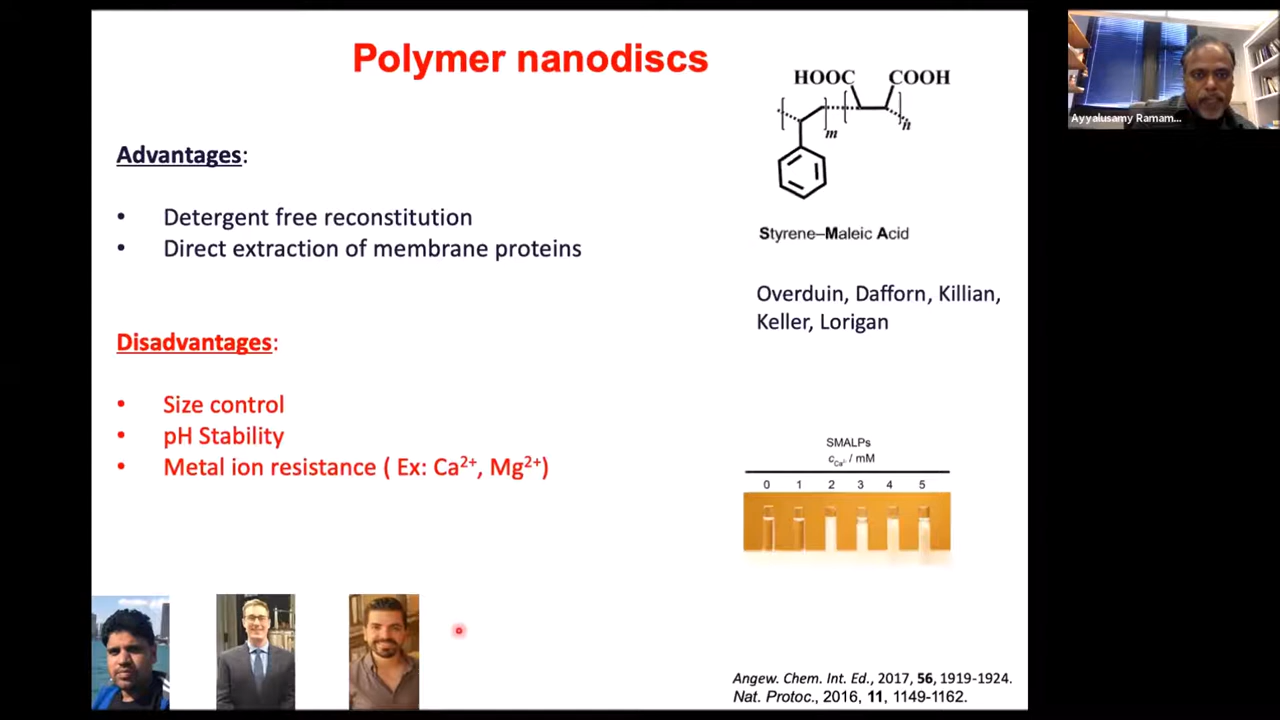 Polymer nanodiscs
Advantages:
• Detergent free reconstitution
• Direct extraction of membrane proteins
Disadvantages:
• Size control
• pH Stability
• Metal ion resistance ( Ex: Ca²⁺, Mg²⁺)
HOOC COOH
m n
Styrene–Maleic Acid
Overduin, Dafforn, Killian,
Keller, Lorigan
SMALPs
c Ca²⁺ / mM
0 1 2 3 4 5
Angew. Chem. Int. Ed., 2017, 56, 1919-1924.
Nat. Protoc., 2016, 11, 1149-1162.
Ayyalusamy Ramam...